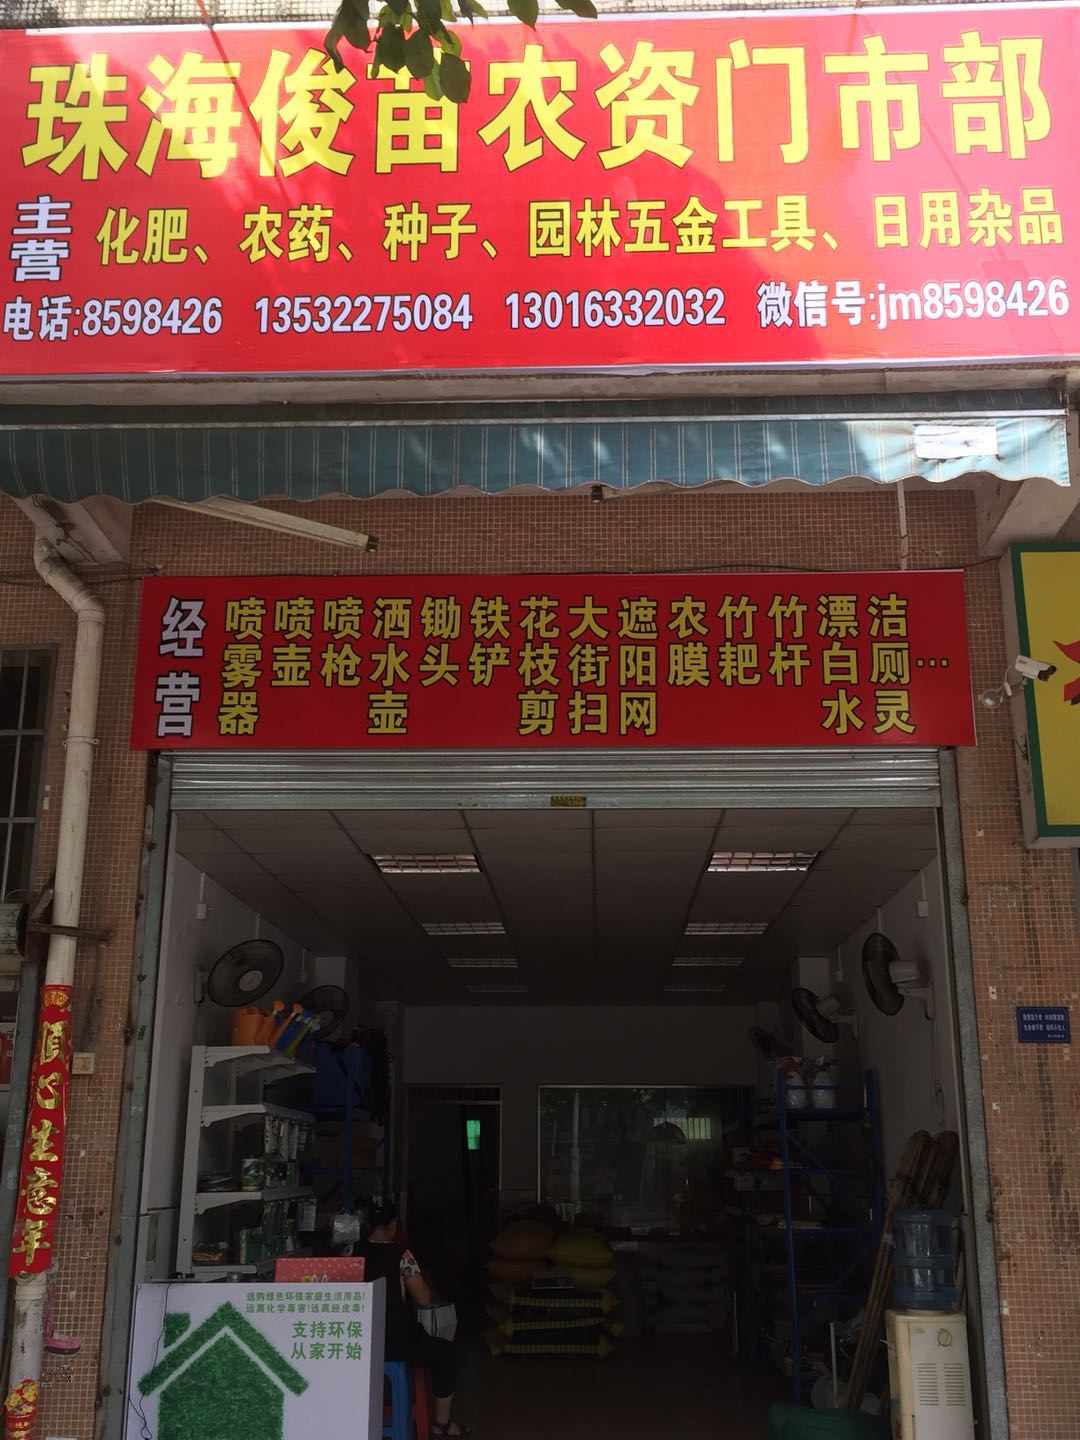 珠海俊苗农资门市部
主营
化肥、农药、种子、园林五金工具、日用杂品
电话:8598426 13532275084 13016332032 微信号:jm8598426
经营
喷雾器 喷壶 喷枪 洒水壶 锄头 铁铲 花枝剪 大街扫 遮阳网 农膜 竹耙 竹杆 漂白水 洁厕灵 …
圓心生意年
选购绿色环保家庭生活用品!
远离化学毒害!远离经皮毒!
支持环保
从家开始